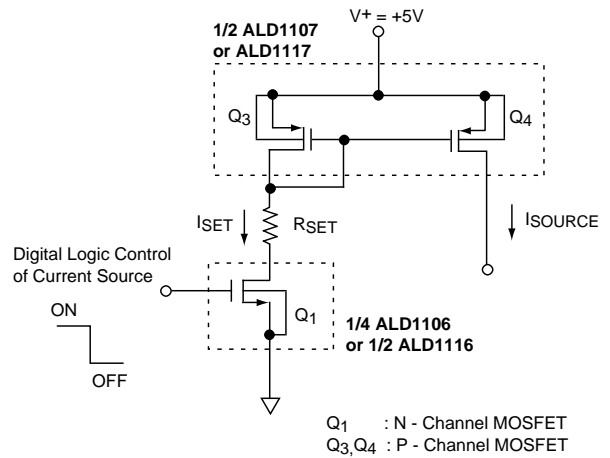 V+ = +5V
1/2 ALD1107
or ALD1117
Q3
Q4
ISET
RSET
ISOURCE
Digital Logic Control
of Current Source
ON
OFF
Q1
1/4 ALD1106
or 1/2 ALD1116
Q1 : N - Channel MOSFET
Q3,Q4 : P - Channel MOSFET